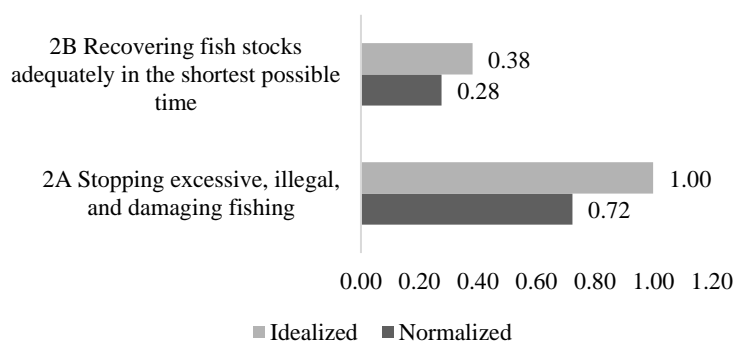 2B Recovering fish stocks
adequately in the shortest possible
time
0.38
0.28
2A Stopping excessive, illegal,
and damaging fishing
1.00
0.72
0.00 0.20 0.40 0.60 0.80 1.00 1.20
Idealized Normalized